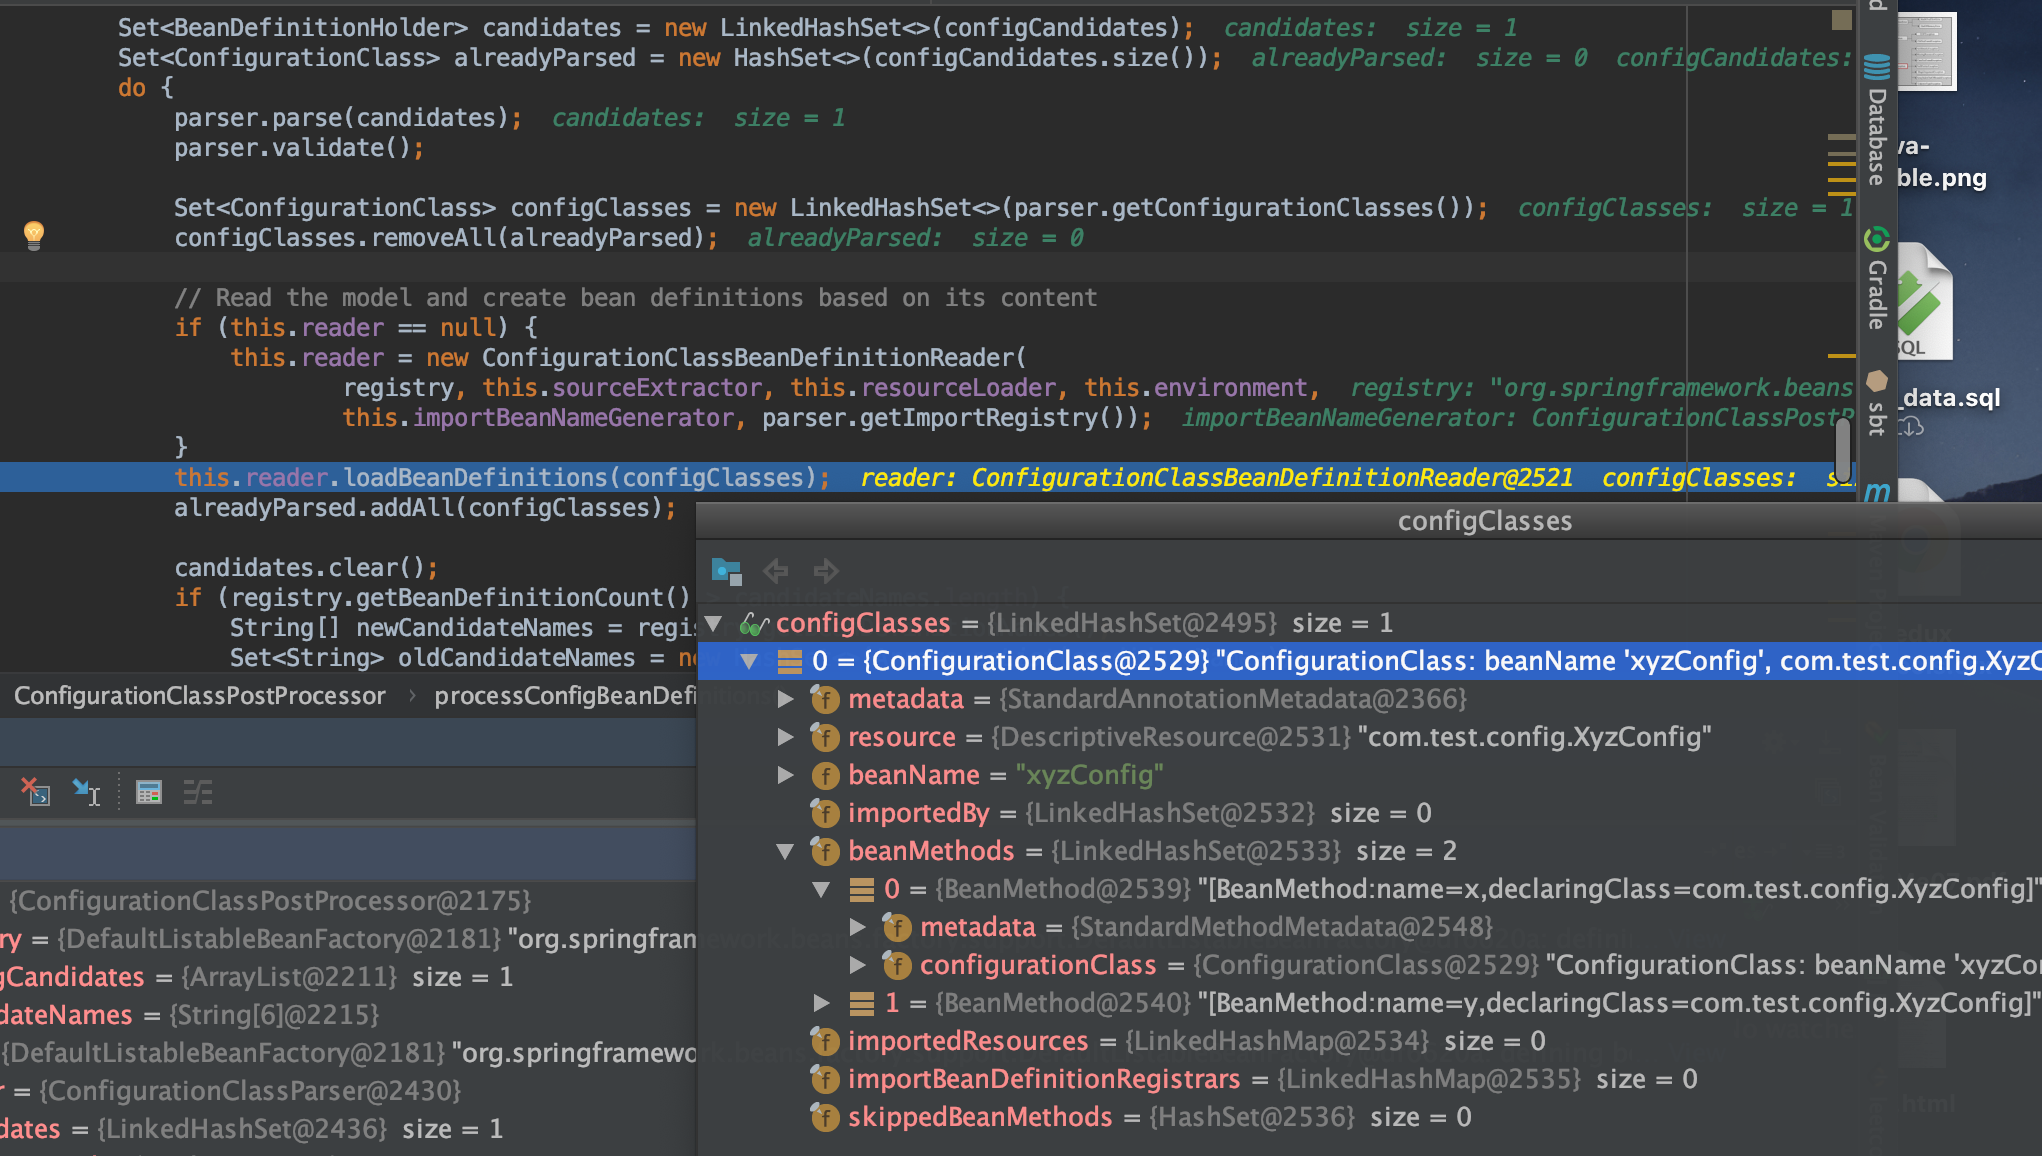 Set<BeanDefinitionHolder> candidates = new LinkedHashSet<>(configCandidates); candidates: size = 1
Set<ConfigurationClass> alreadyParsed = new HashSet<>(configCandidates.size()); alreadyParsed: size = 0 configCandidates:
do {
parser.parse(candidates); candidates: size = 1
parser.validate();
Set<ConfigurationClass> configClasses = new LinkedHashSet<>(parser.getConfigurationClasses()); configClasses: size = 1
configClasses.removeAll(alreadyParsed); alreadyParsed: size = 0
// Read the model and create bean definitions based on its content
if (this.reader == null) {
this.reader = new ConfigurationClassBeanDefinitionReader(
registry, this.sourceExtractor, this.resourceLoader, this.environment, registry: "org.springframework.beans
this.importBeanNameGenerator, parser.getImportRegistry()); importBeanNameGenerator: ConfigurationClassPostP
}
this.reader.loadBeanDefinitions(configClasses); reader: ConfigurationClassBeanDefinitionReader@2521 configClasses: si
alreadyParsed.addAll(configClasses);
candidates.clear();
if (registry.getBeanDefinitionCount() > candidateNames.length) {
String[] newCandidateNames = regi
Set<String> oldCandidateNames = ne
ConfigurationClassPostProcessor › processConfigBeanDefinitions
{ConfigurationClassPostProcessor@2175}
ry = {DefaultListableBeanFactory@2181} "org.springfram
gCandidates = {ArrayList@2211} size = 1
dateNames = {String[6]@2215}
{DefaultListableBeanFactory@2181} "org.springframewo
r = {ConfigurationClassParser@2430}
dates = {LinkedHashSet@2436} size = 1
configClasses
configClasses = {LinkedHashSet@2495} size = 1
0 = {ConfigurationClass@2529} "ConfigurationClass: beanName 'xyzConfig', com.test.config.XyzC
metadata = {StandardAnnotationMetadata@2366}
resource = {DescriptiveResource@2531} "com.test.config.XyzConfig"
beanName = "xyzConfig"
importedBy = {LinkedHashSet@2532} size = 0
beanMethods = {LinkedHashSet@2533} size = 2
0 = {BeanMethod@2539} "[BeanMethod:name=x,declaringClass=com.test.config.XyzConfig]"
metadata = {StandardMethodMetadata@2548}
configurationClass = {ConfigurationClass@2529} "ConfigurationClass: beanName 'xyzCo
1 = {BeanMethod@2540} "[BeanMethod:name=y,declaringClass=com.test.config.XyzConfig]"
importedResources = {LinkedHashMap@2534} size = 0
importBeanDefinitionRegistrars = {LinkedHashMap@2535} size = 0
skippedBeanMethods = {HashSet@2536} size = 0
d
Database
Gradle
sbt
m
va-
ble.png
SQL
_data.sql